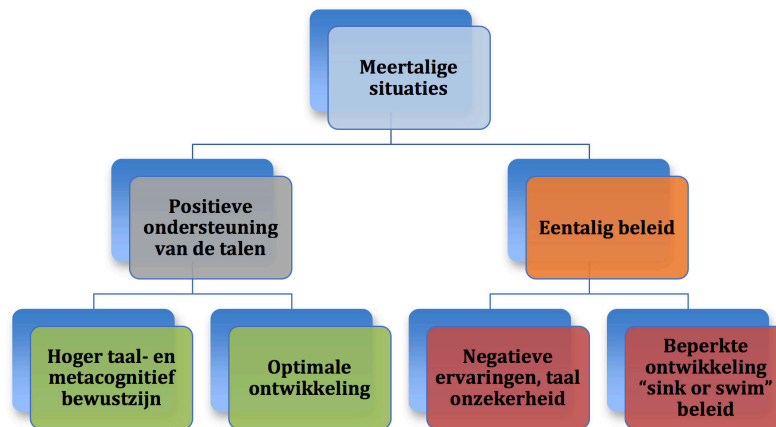 Meertalige
situaties
Positieve
ondersteuning
van de talen
Eentalig beleid
Hoger taal- en
metacognitief
bewustzijn
Optimale
ontwikkeling
Negatieve
ervaringen, taal
onzekerheid
Beperkte
ontwikkeling
“sink or swim”
beleid